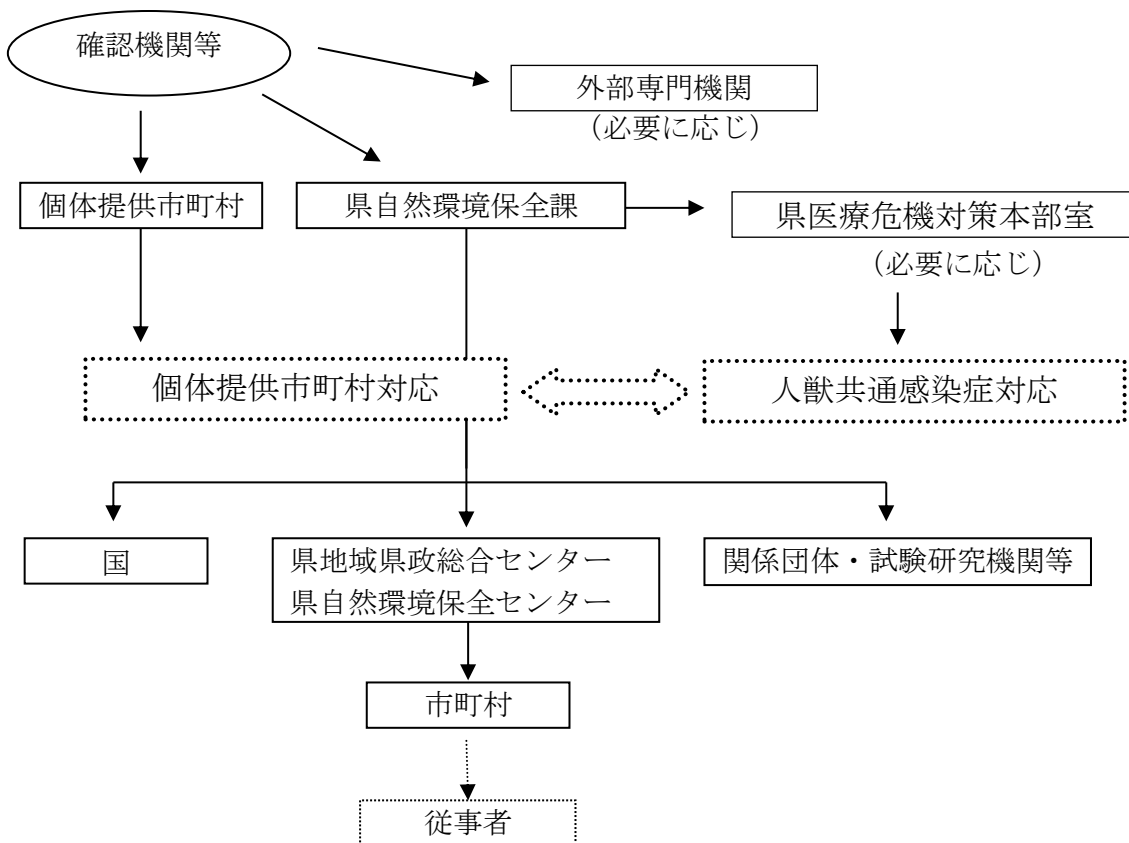 確認機関等
外部専門機関
（必要に応じ）
個体提供市町村
県自然環境保全課
県医療危機対策本部室
（必要に応じ）
個体提供市町村対応
人獣共通感染症対応
国
県地域県政総合センター
県自然環境保全センター
関係団体・試験研究機関等
市町村
従事者